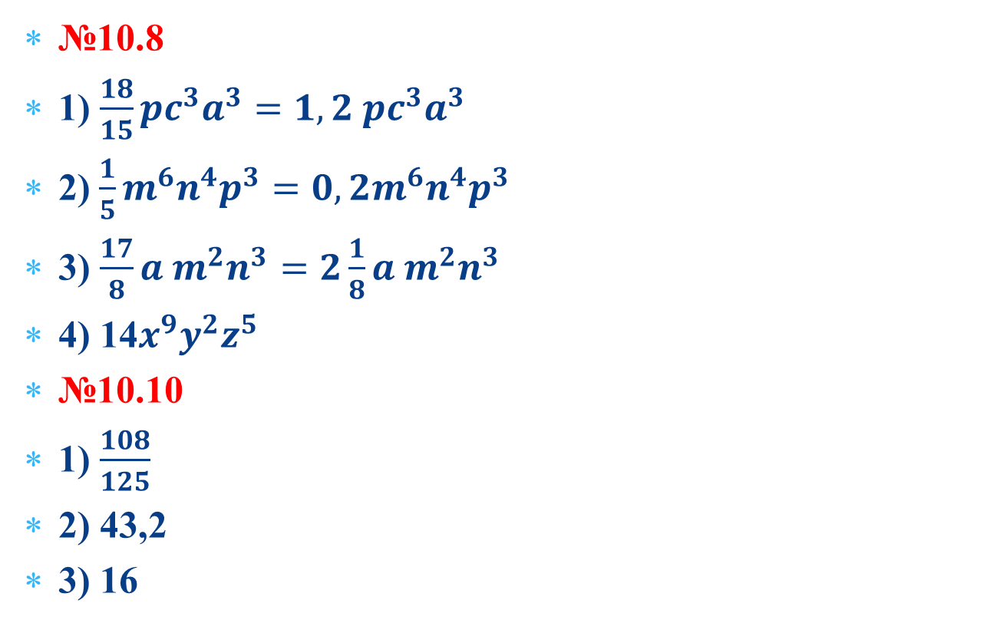 * №10.8
* 1) 18/15 pc³a³ = 1,2 pc³a³
* 2) 1/5 m⁶n⁴p³ = 0,2m⁶n⁴p³
* 3) 17/8 a m²n³ = 2 1/8 a m²n³
* 4) 14x⁹y²z⁵
* №10.10
* 1) 108/125
* 2) 43,2
* 3) 16